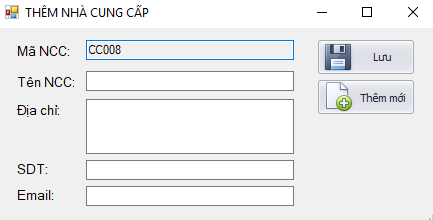 THÊM NHÀ CUNG CẤP
Mã NCC: CC008
Lưu
Tên NCC:
Thêm mới
Địa chỉ:
SDT:
Email: